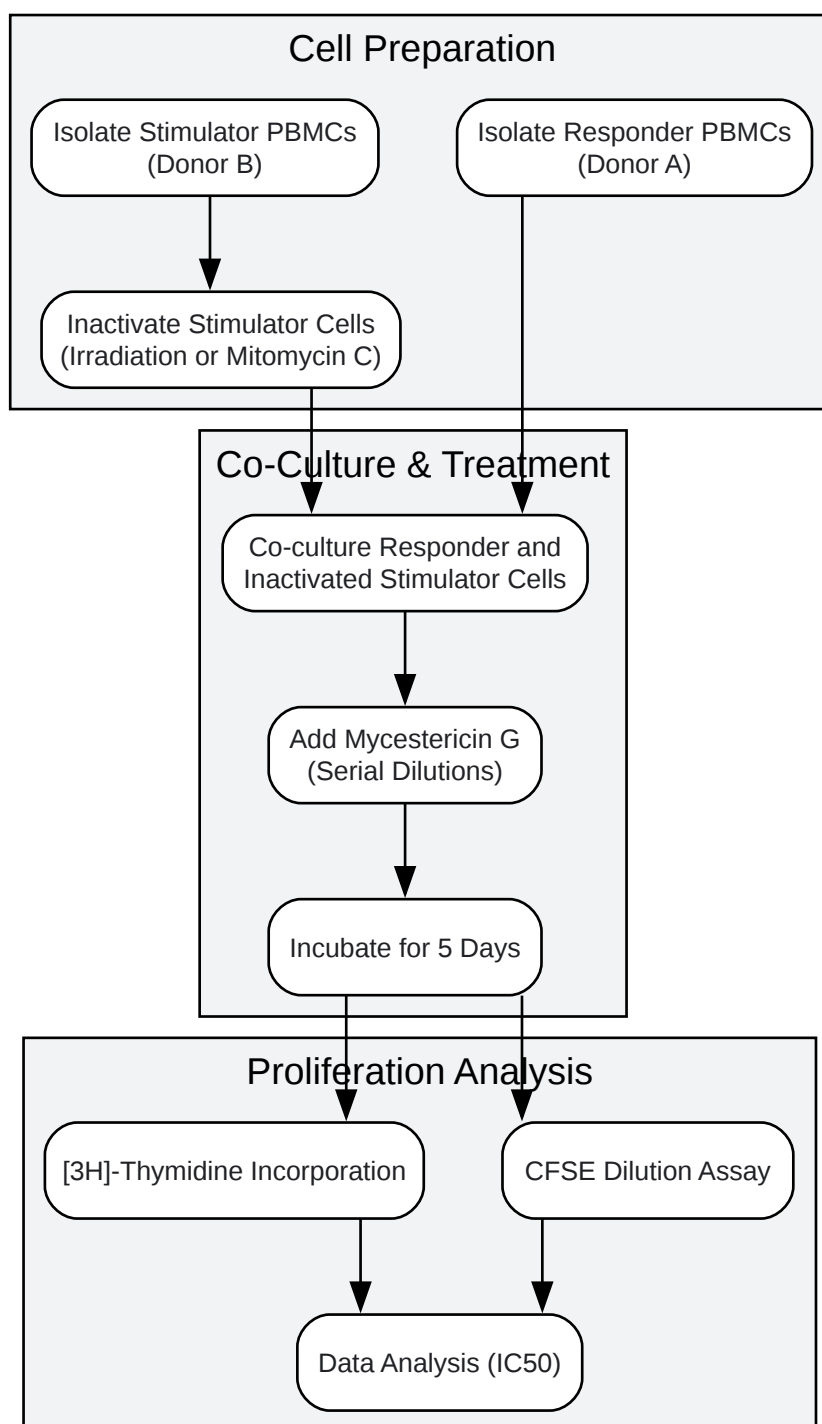 Cell Preparation
Isolate Stimulator PBMCs
(Donor B)
Isolate Responder PBMCs
(Donor A)
Inactivate Stimulator Cells
(Irradiation or Mitomycin C)
Co-Culture & Treatment
Co-culture Responder and
Inactivated Stimulator Cells
Add Mycestericin G
(Serial Dilutions)
Incubate for 5 Days
Proliferation Analysis
[3H]-Thymidine Incorporation
CFSE Dilution Assay
Data Analysis (IC50)